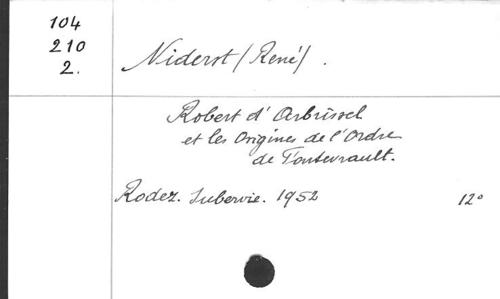 104
210
2.
Niderst (René).
Robert d'Arbrissel
et les Origines de l'Ordre
de Fontevrault.
Rodez. Subervie. 1952 12°